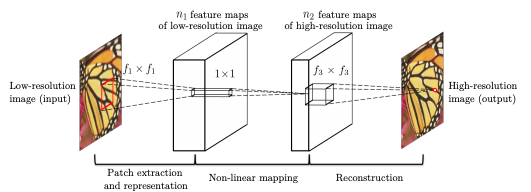 n₁ feature maps
of low-resolution image
n₂ feature maps
of high-resolution image
f₁ × f₁
1×1
f₃ × f₃
Low-resolution
image (input)
High-resolution
image (output)
Patch extraction
and representation
Non-linear mapping
Reconstruction